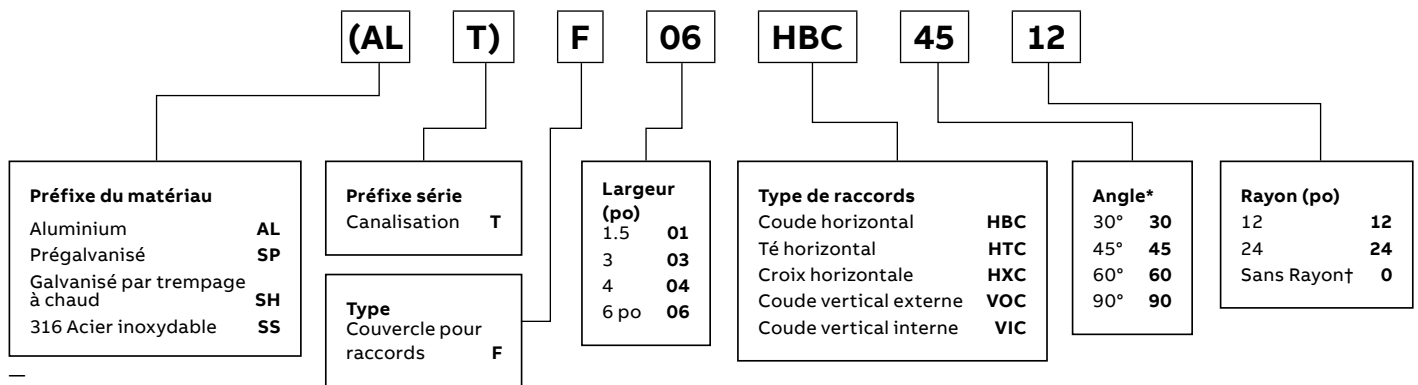 (AL T) F 06 HBC 45 12
Préfixe du matériau
Aluminium AL
Prégalvanisé SP
Galvanisé par trempage
à chaud SH
316 Acier inoxydable SS
Préfixe série
Canalisation T
Type
Couvercle pour
raccords F
Largeur
(po)
1.5 01
3 03
4 04
6 po 06
Type de raccords
Coude horizontal HBC
Té horizontal HTC
Croix horizontale HXC
Coude vertical externe VOC
Coude vertical interne VIC
Angle*
30° 30
45° 45
60° 60
90° 90
Rayon (po)
12 12
24 24
Sans Rayon† 0
—